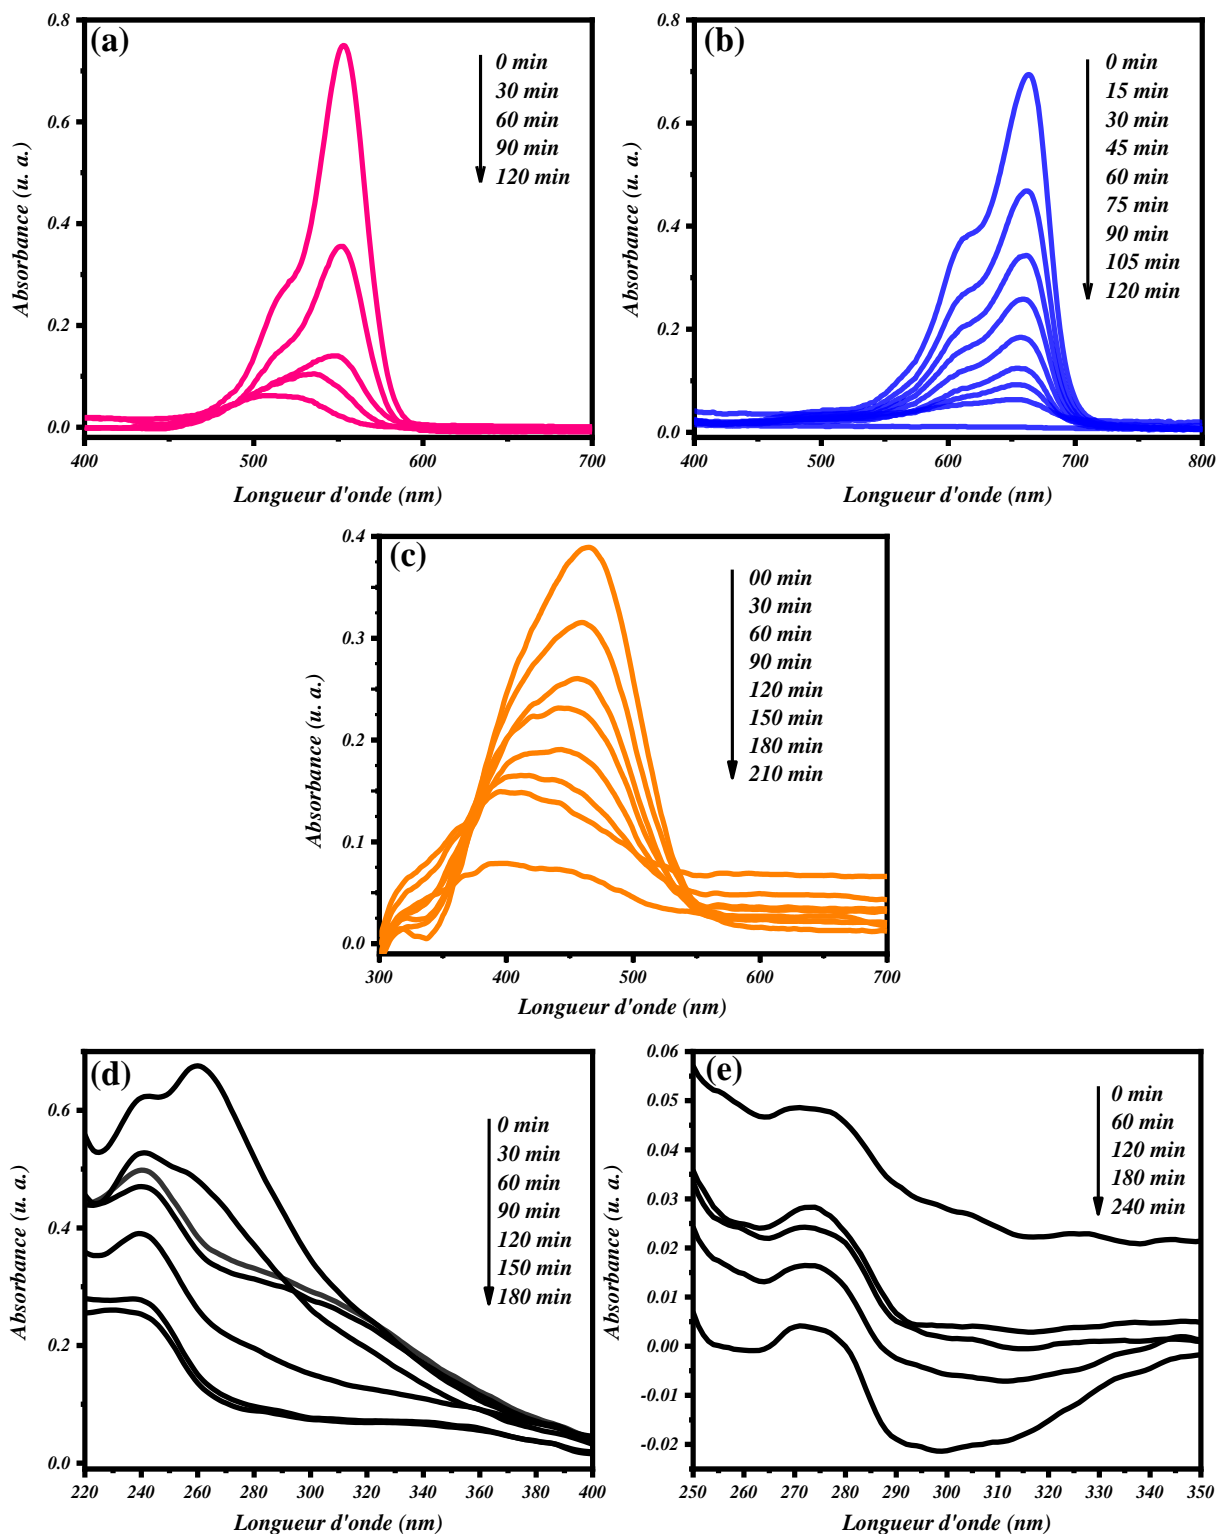 (a)
0 min
30 min
60 min
90 min
120 min
0.8
0.6
0.4
0.2
0.0
400
500
600
700
Absorbance (u. a.)
Longueur d'onde (nm)
(b)
0 min
15 min
30 min
45 min
60 min
75 min
90 min
105 min
120 min
0.8
0.6
0.4
0.2
0.0
400
500
600
700
800
Absorbance (u. a.)
Longueur d'onde (nm)
(c)
00 min
30 min
60 min
90 min
120 min
150 min
180 min
210 min
0.4
0.3
0.2
0.1
0.0
300
400
500
600
700
Absorbance (u. a.)
Longueur d'onde (nm)
(d)
0 min
30 min
60 min
90 min
120 min
150 min
180 min
0.6
0.4
0.2
0.0
220
240
260
280
300
320
340
360
380
400
Absorbance (u. a.)
Longueur d'onde (nm)
(e)
0 min
60 min
120 min
180 min
240 min
0.06
0.05
0.04
0.03
0.02
0.01
0.00
-0.01
-0.02
250
260
270
280
290
300
310
320
330
340
350
Absorbance (u. a.)
Longueur d'onde (nm)